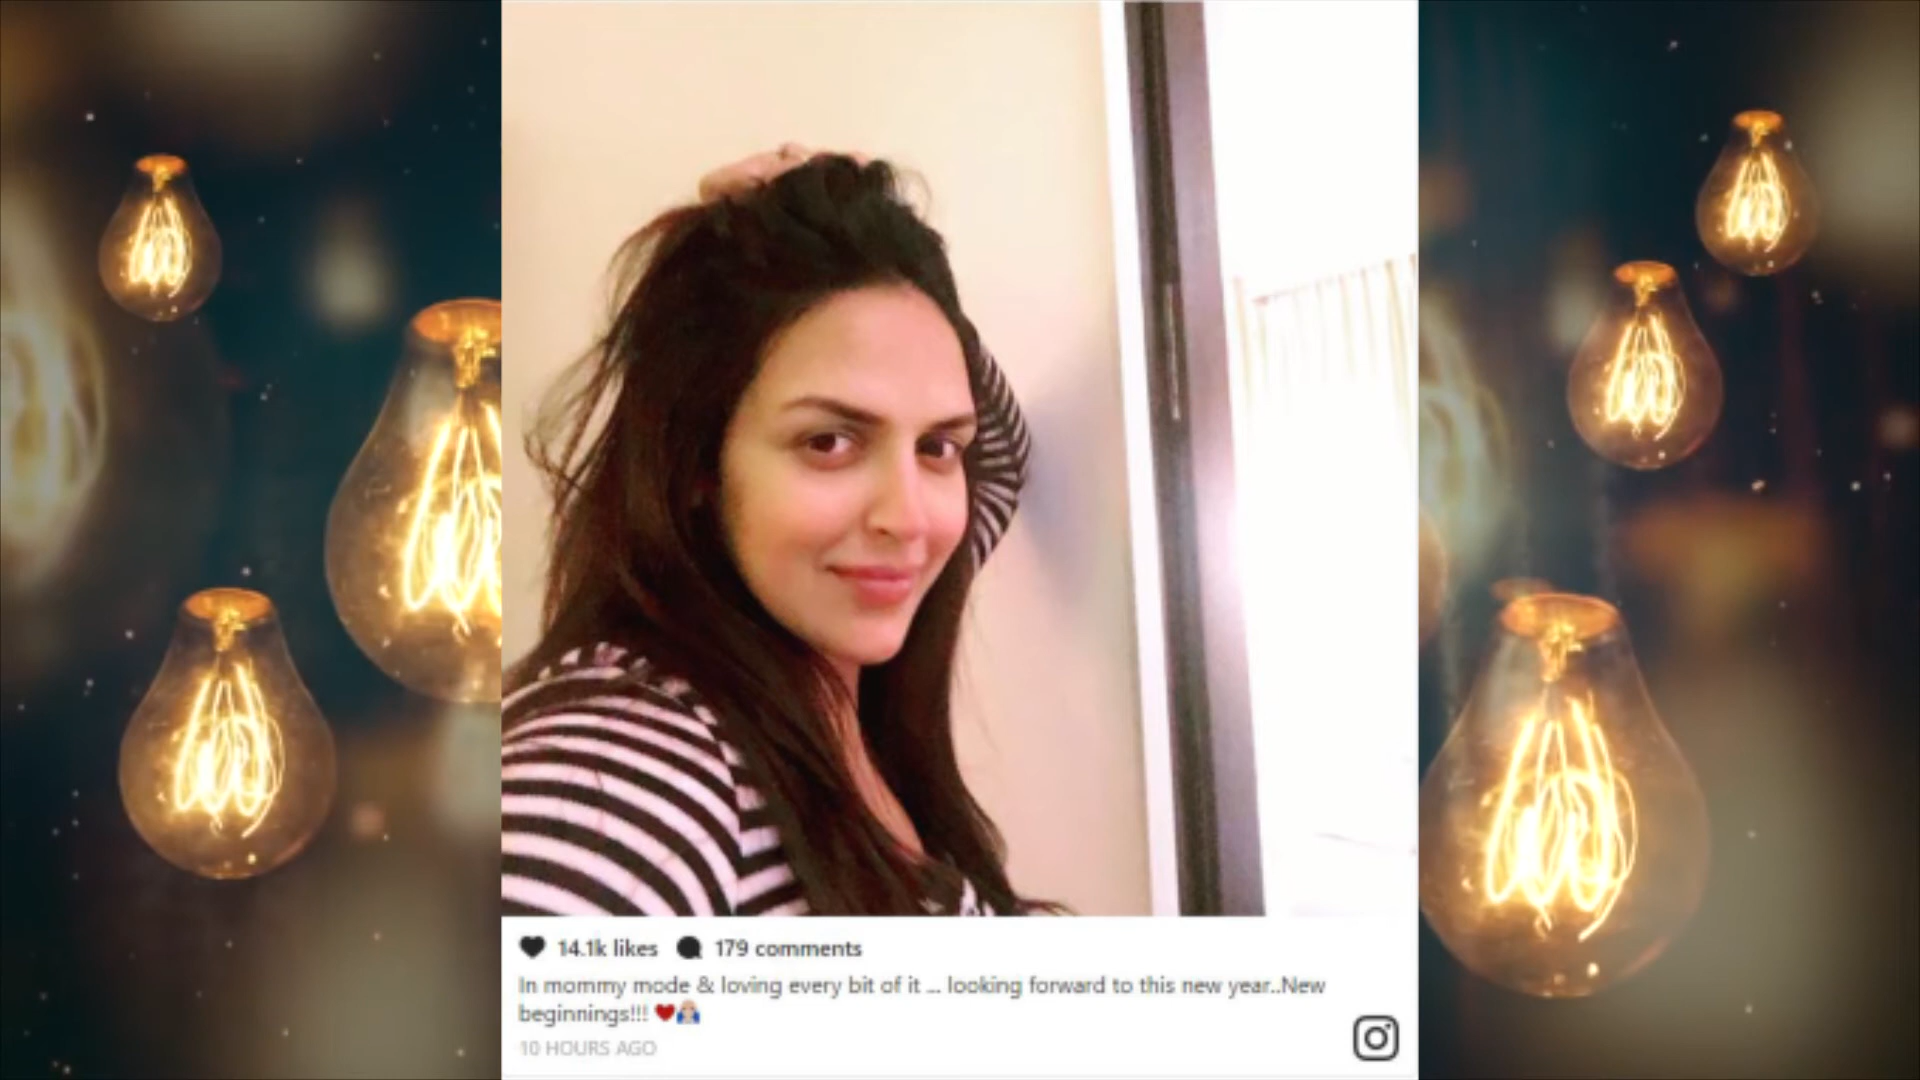 14.1k likes 179 comments
In mommy mode & loving every bit of it ... looking forward to this new year..New
beginnings!!!
10 HOURS AGO